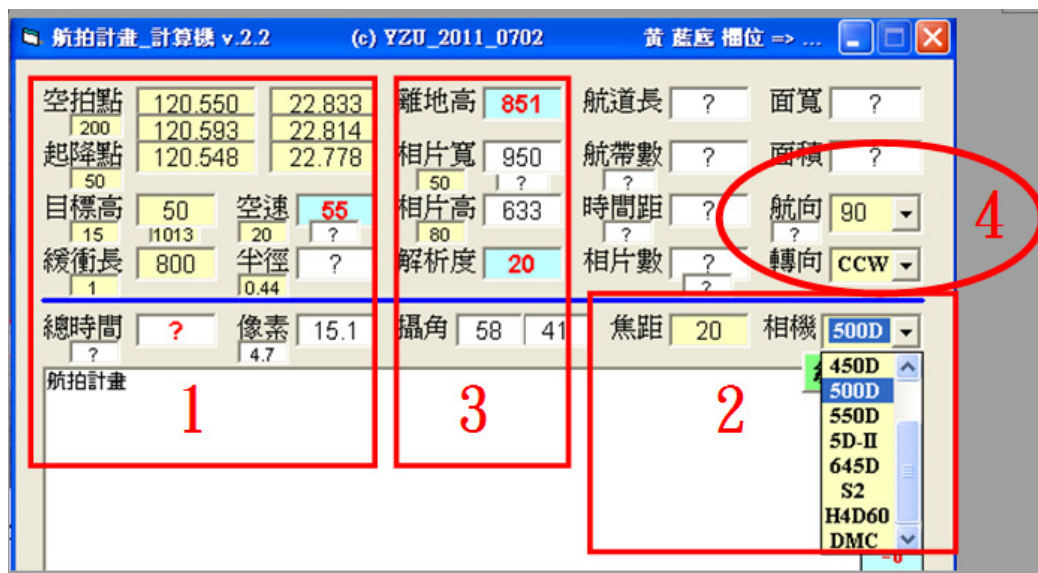 航拍計畫_計算機 v.2.2 (c) YZU_2011_0702 黃 藍底 欄位 => ...
空拍點 120.550 22.833 離地高 851 航道長 ? 面寬 ?
200 120.593 22.814
起降點 120.548 22.778 相片寬 950 航帶數 ? 面積 ?
50 50 ? ?
目標高 50 空速 55 相片高 633 時間距 ? 航向 90
15 1013 20 ? 80 ? ?
緩衝長 800 半徑 ? 解析度 20 相片數 ? 轉向 CCW
1 0.44 ?
總時間 ? 像素 15.1 攝角 58 41 焦距 20 相機 500D
? 4.7
航拍計畫
450D
500D
550D
5D-II
645D
S2
H4D60
DMC
1
3
2
4